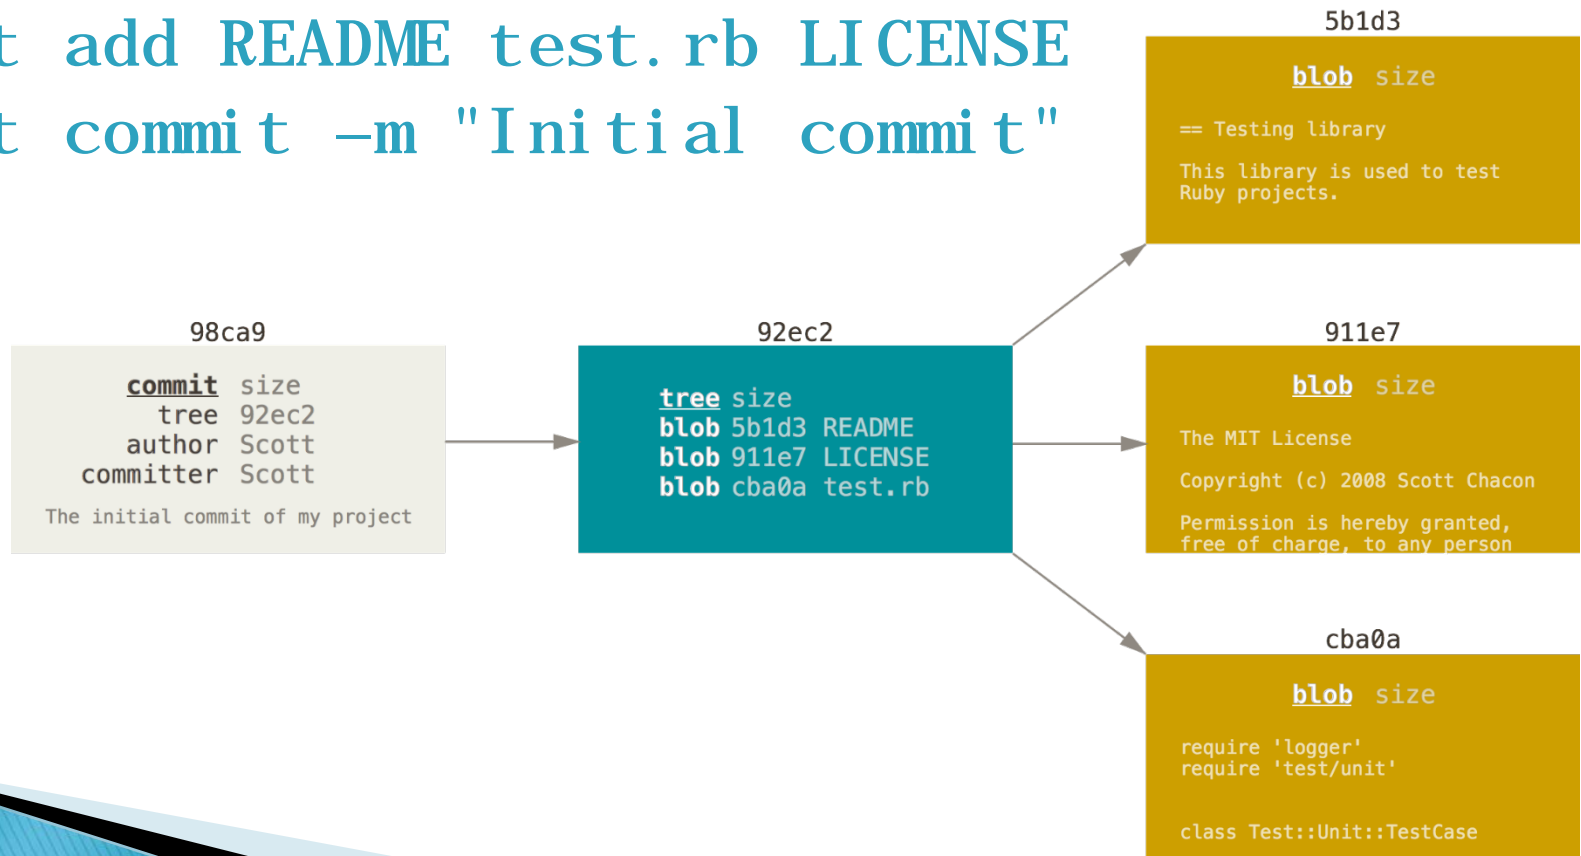 t add README test.rb LICENSE
t commit –m "Initial commit"
5b1d3
blob size
== Testing library
This library is used to test
Ruby projects.
98ca9
commit size
tree 92ec2
author Scott
committer Scott
The initial commit of my project
92ec2
tree size
blob 5b1d3 README
blob 911e7 LICENSE
blob cba0a test.rb
911e7
blob size
The MIT License
Copyright (c) 2008 Scott Chacon
Permission is hereby granted,
free of charge, to any person
cba0a
blob size
require 'logger'
require 'test/unit'
class Test::Unit::TestCase